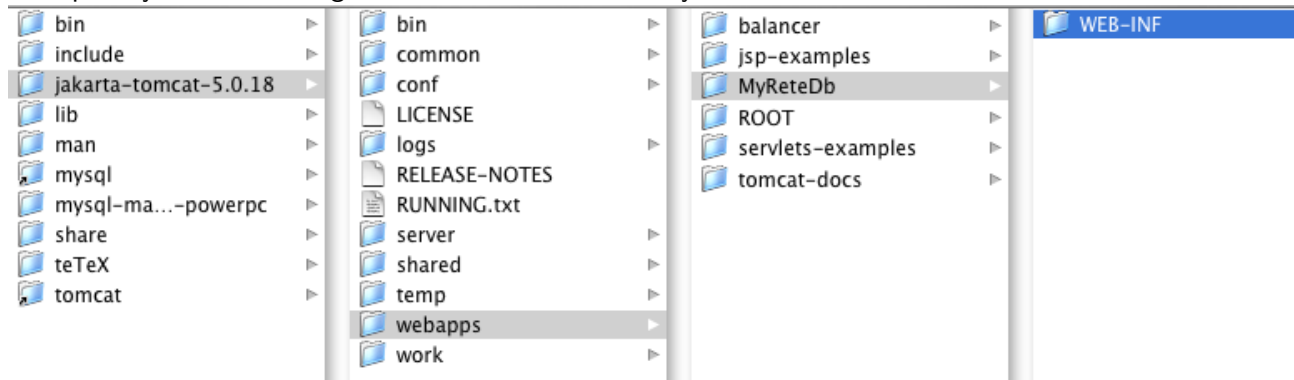 bin
include
jakarta-tomcat-5.0.18
lib
man
mysql
mysql-ma...-powerpc
share
teTeX
tomcat
bin
common
conf
LICENSE
logs
RELEASE-NOTES
RUNNING.txt
server
shared
temp
webapps
work
balancer
jsp-examples
MyReteDb
ROOT
servlets-examples
tomcat-docs
WEB-INF